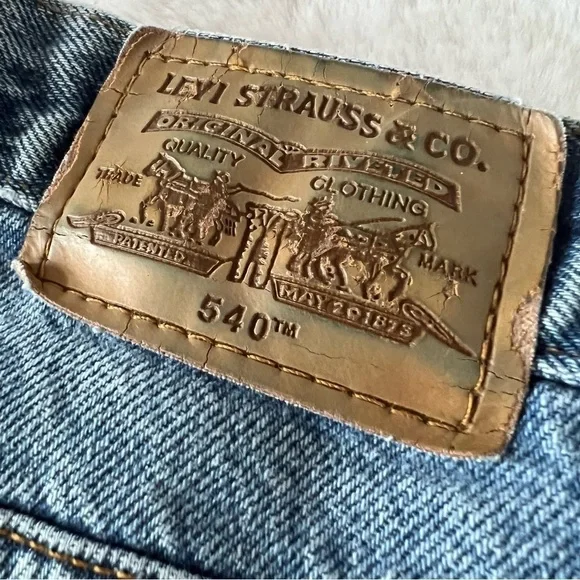 LEVI STRAUSS & CO.
ORIGINAL RIVETED
QUALITY CLOTHING
TRADE MARK
PATENTED MAY 20 1873
540™